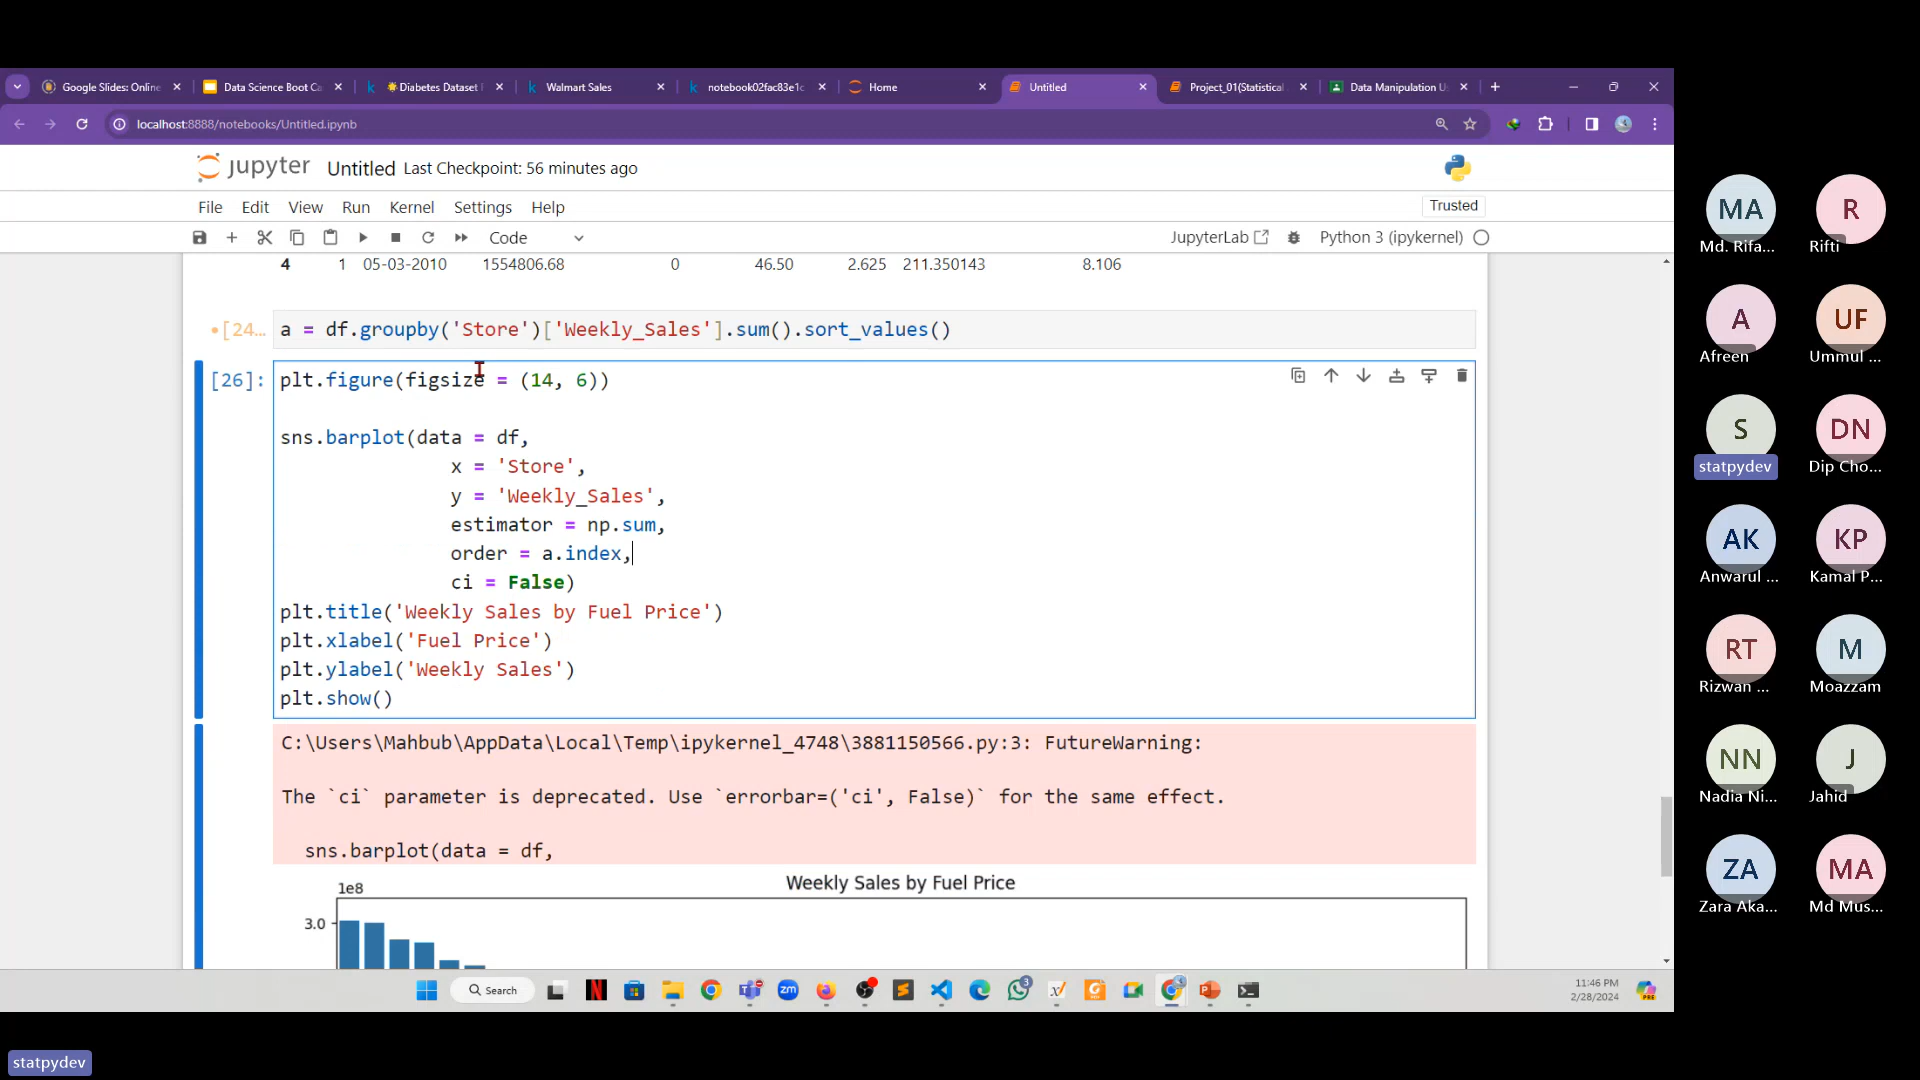 Google Slides: Online
Data Science Boot Ca
Diabetes Dataset
Walmart Sales
notebook02fac83e1c
Home
Untitled
Project_01(Statistical
Data Manipulation U
localhost:8888/notebooks/Untitled.ipynb
jupyter Untitled Last Checkpoint: 56 minutes ago
File Edit View Run Kernel Settings Help
Trusted
Code
JupyterLab
Python 3 (ipykernel)
4 1 05-03-2010 1554806.68 0 46.50 2.625 211.350143 8.106
[24… a = df.groupby('Store')['Weekly_Sales'].sum().sort_values()
[26]: plt.figure(figsize = (14, 6))
sns.barplot(data = df,
x = 'Store',
y = 'Weekly_Sales',
estimator = np.sum,
order = a.index,
ci = False)
plt.title('Weekly Sales by Fuel Price')
plt.xlabel('Fuel Price')
plt.ylabel('Weekly Sales')
plt.show()
C:\Users\Mahbub\AppData\Local\Temp\ipykernel_4748\3881150566.py:3: FutureWarning:
The `ci` parameter is deprecated. Use `errorbar=('ci', False)` for the same effect.
sns.barplot(data = df,
Weekly Sales by Fuel Price
1e8
3.0
Search
11:46 PM
2/28/2024
MA R
Md. Rifa... Rifti
A UF
Afreen Ummul ...
S DN
statpydev Dip Cho...
AK KP
Anwarul ... Kamal P...
RT M
Rizwan ... Moazzam
NN J
Nadia Ni... Jahid
ZA MA
Zara Aka... Md Mus...
statpydev